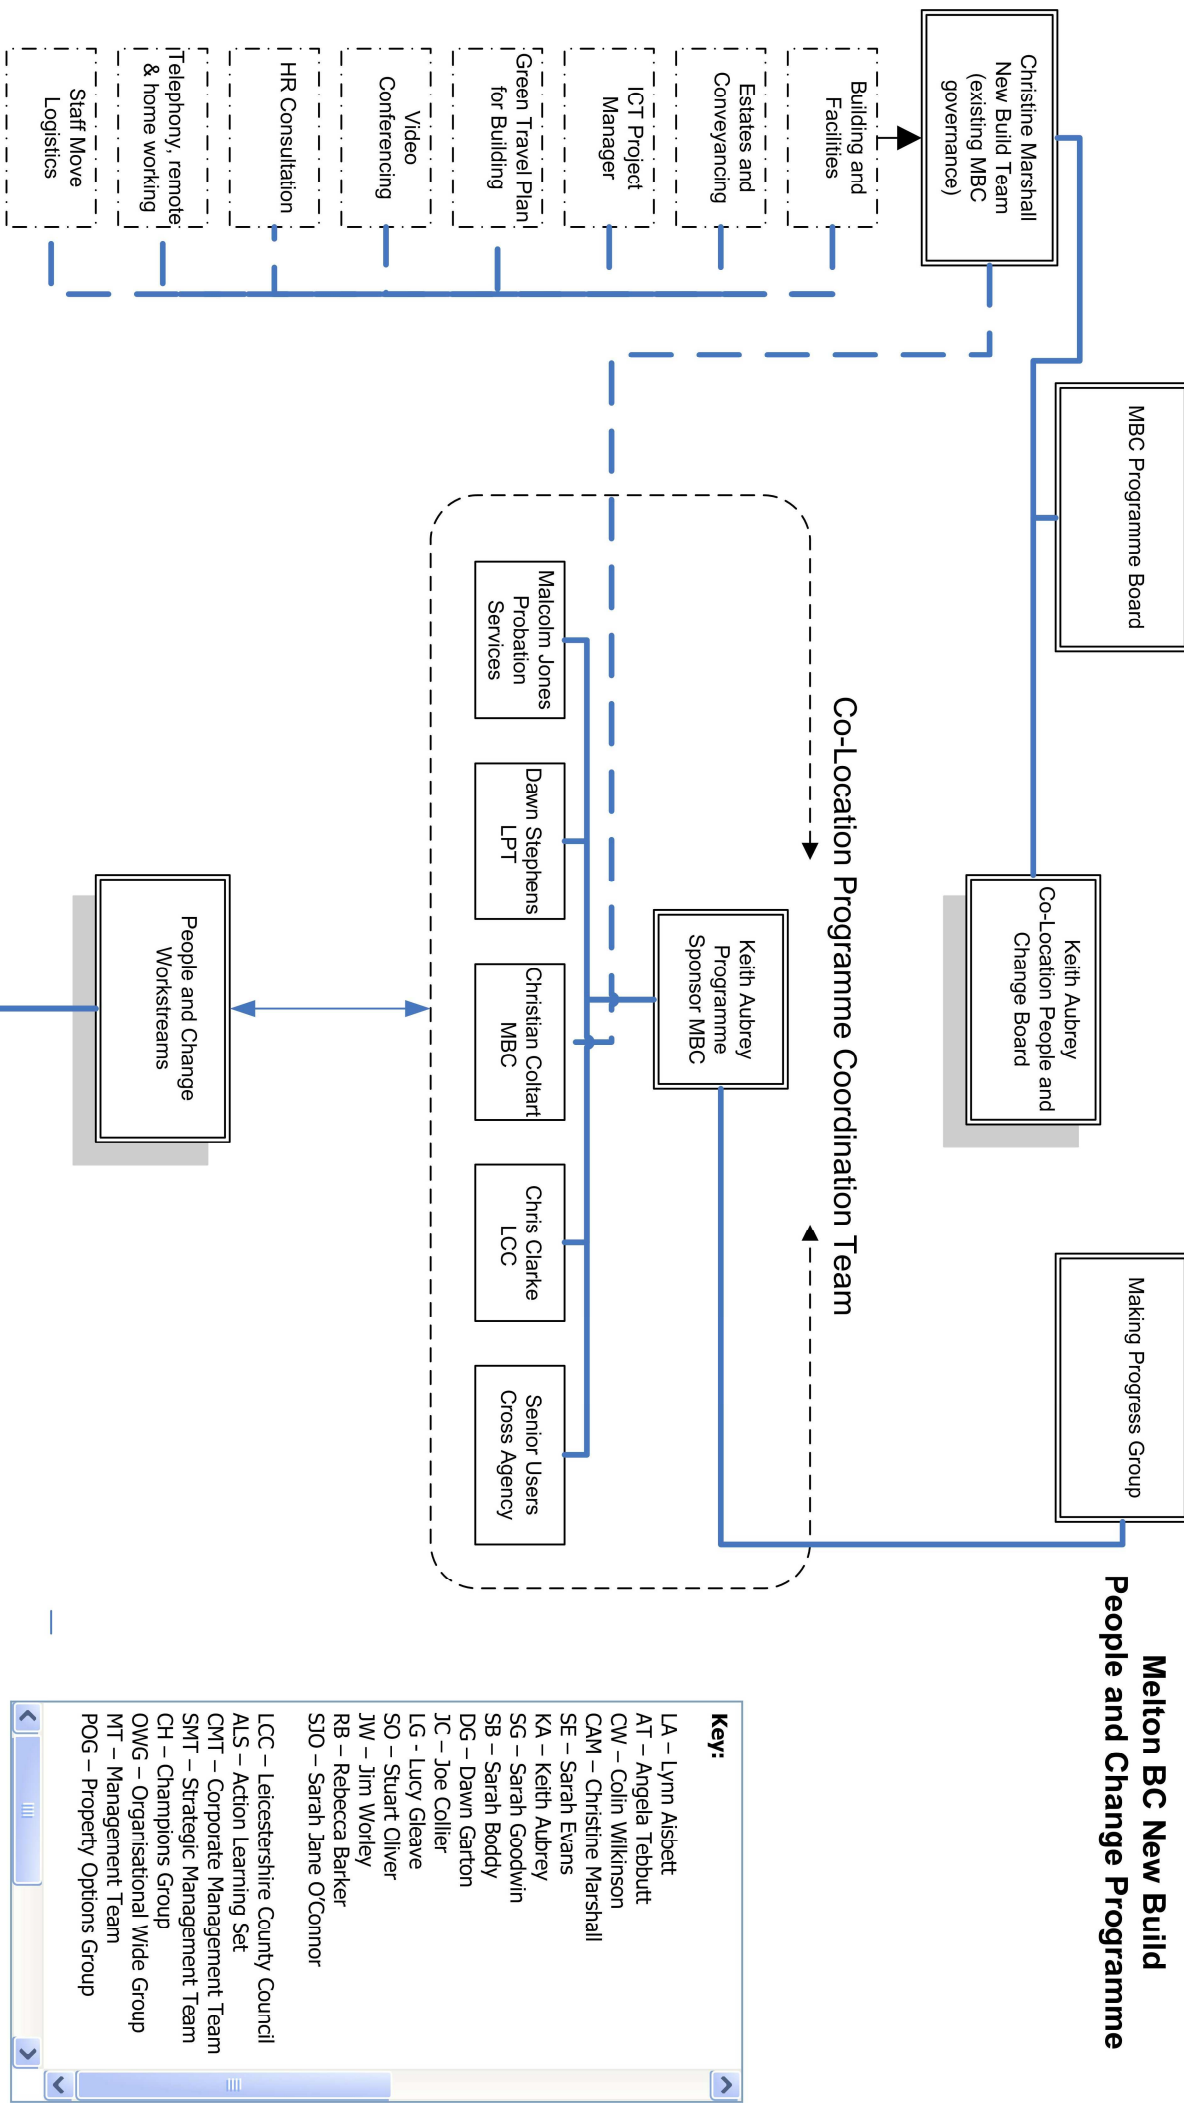 Melton BC New Build
People and Change Programme
MBC Programme Board
Making Progress Group
Christine Marshall
New Build Team
(existing MBC
governance)
Keith Aubrey
Co-Location People and
Change Board
Co-Location Programme Coordination Team
Keith Aubrey
Programme
Sponsor MBC
Malcolm Jones
Probation
Services
Dawn Stephens
LPT
Christian Coltart
MBC
Chris Clarke
LCC
Senior Users
Cross Agency
Building and
Facilities
Estates and
Conveyancing
ICT Project
Manager
Green Travel Plan
for Building
Video
Conferencing
HR Consultation
Telephony, remote
& home working
Staff Move
Logistics
People and Change
Workstreams
Key:
LA – Lynn Aisbett
AT – Angela Tebbutt
CW – Colin Wilkinson
CAM – Christine Marshall
SE – Sarah Evans
KA – Keith Aubrey
SG – Sarah Goodwin
SB – Sarah Boddy
DG – Dawn Garton
JC – Joe Collier
LG - Lucy Gleave
SO – Stuart Oliver
JW – Jim Worley
RB – Rebecca Barker
SJO – Sarah Jane O'Connor
LCC – Leicestershire County Council
ALS – Action Learning Set
CMT – Corporate Management Team
SMT – Strategic Management Team
CH – Champions Group
OWG – Organisational Wide Group
MT – Management Team
POG – Property Options Group